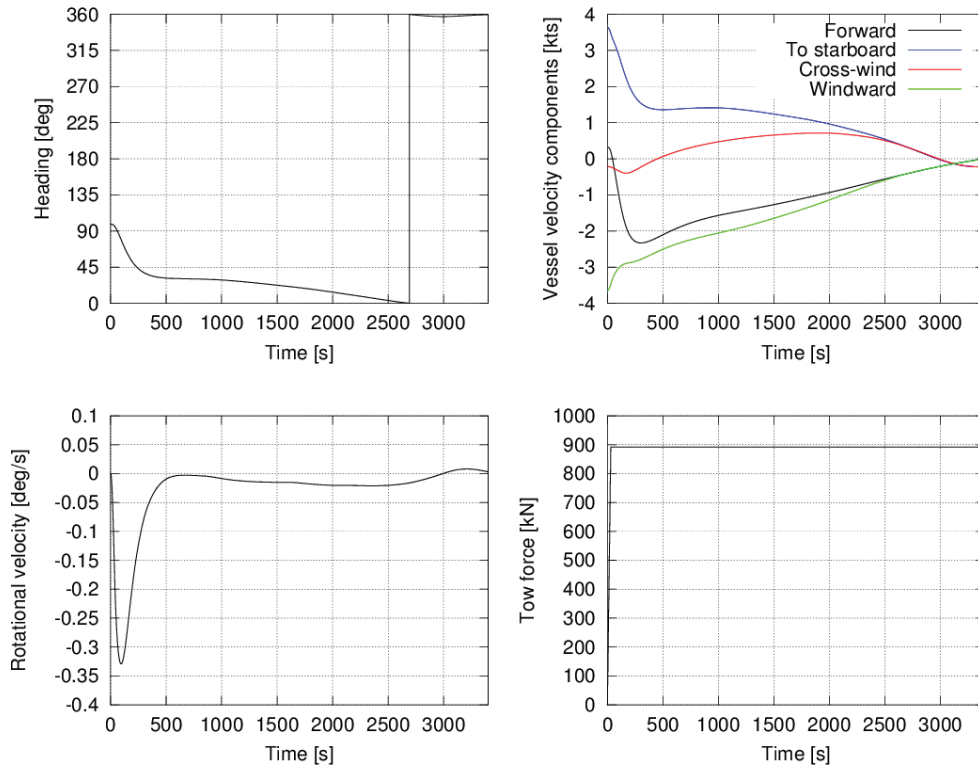 Heading [deg]
360
315
270
225
180
135
90
45
0
0 500 1000 1500 2000 2500 3000
Time [s]
Vessel velocity components [kts]
4
3
2
1
0
-1
-2
-3
-4
Forward
To starboard
Cross-wind
Windward
0 500 1000 1500 2000 2500 3000
Time [s]
Rotational velocity [deg/s]
0.1
0.05
0
-0.05
-0.1
-0.15
-0.2
-0.25
-0.3
-0.35
-0.4
0 500 1000 1500 2000 2500 3000
Time [s]
Tow force [kN]
1000
900
800
700
600
500
400
300
200
100
0
0 500 1000 1500 2000 2500 3000
Time [s]